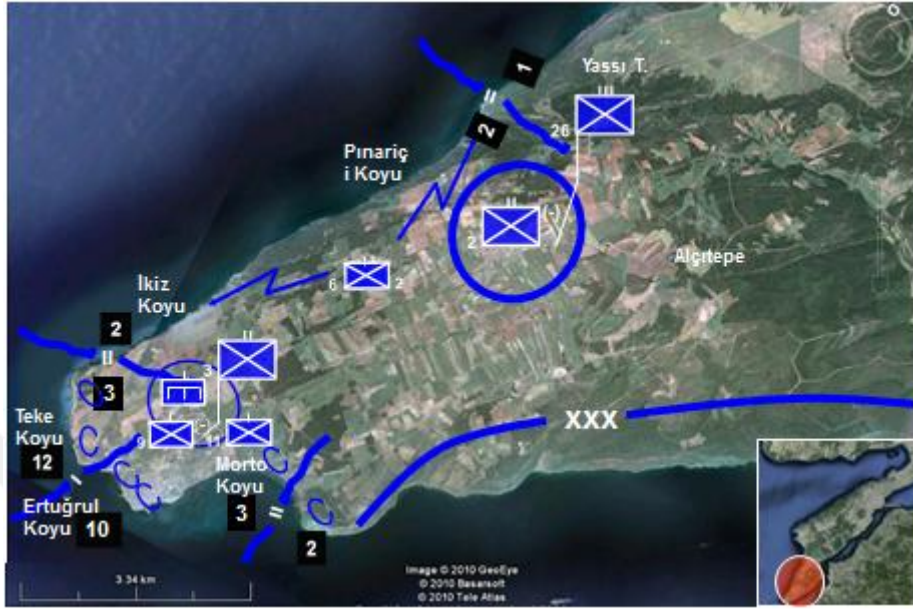 1
Yassı T.
II
III
26
2
Pınariç
i Koyu
II
(-)
2
Alçıtepe
6
2
İkiz
Koyu
2
II
II
3
3
Teke
Koyu
12
9
(-)
11
Morto
Koyu
XXX
I
Ertuğrul
Koyu
10
3
II
2
3.34 km
Image © 2010 GeoEye
© 2010 Basarsoft
© 2010 Tele Atlas